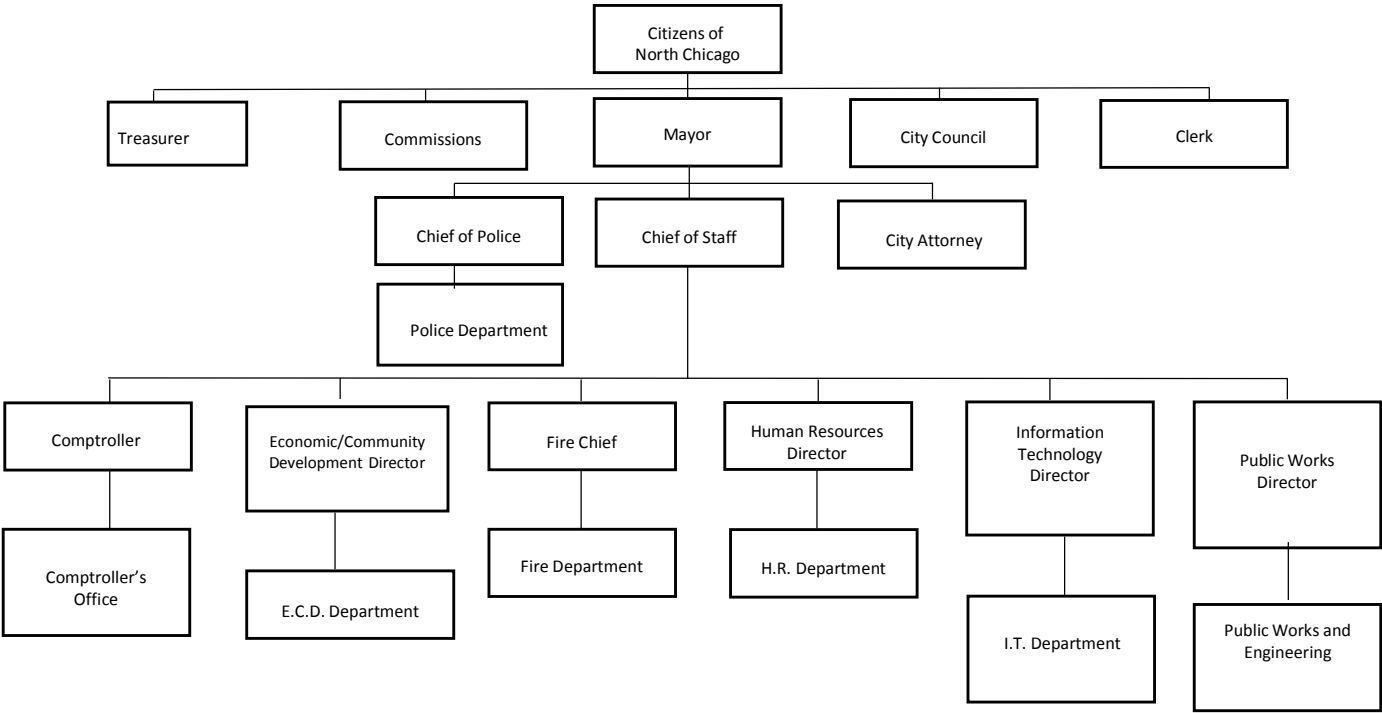 Citizens of
North Chicago
Treasurer
Commissions
Mayor
City Council
Clerk
Chief of Police
Chief of Staff
City Attorney
Police Department
Comptroller
Economic/Community
Development Director
Fire Chief
Human Resources
Director
Information
Technology
Director
Public Works
Director
Comptroller’s
Office
E.C.D. Department
Fire Department
H.R. Department
I.T. Department
Public Works and
Engineering